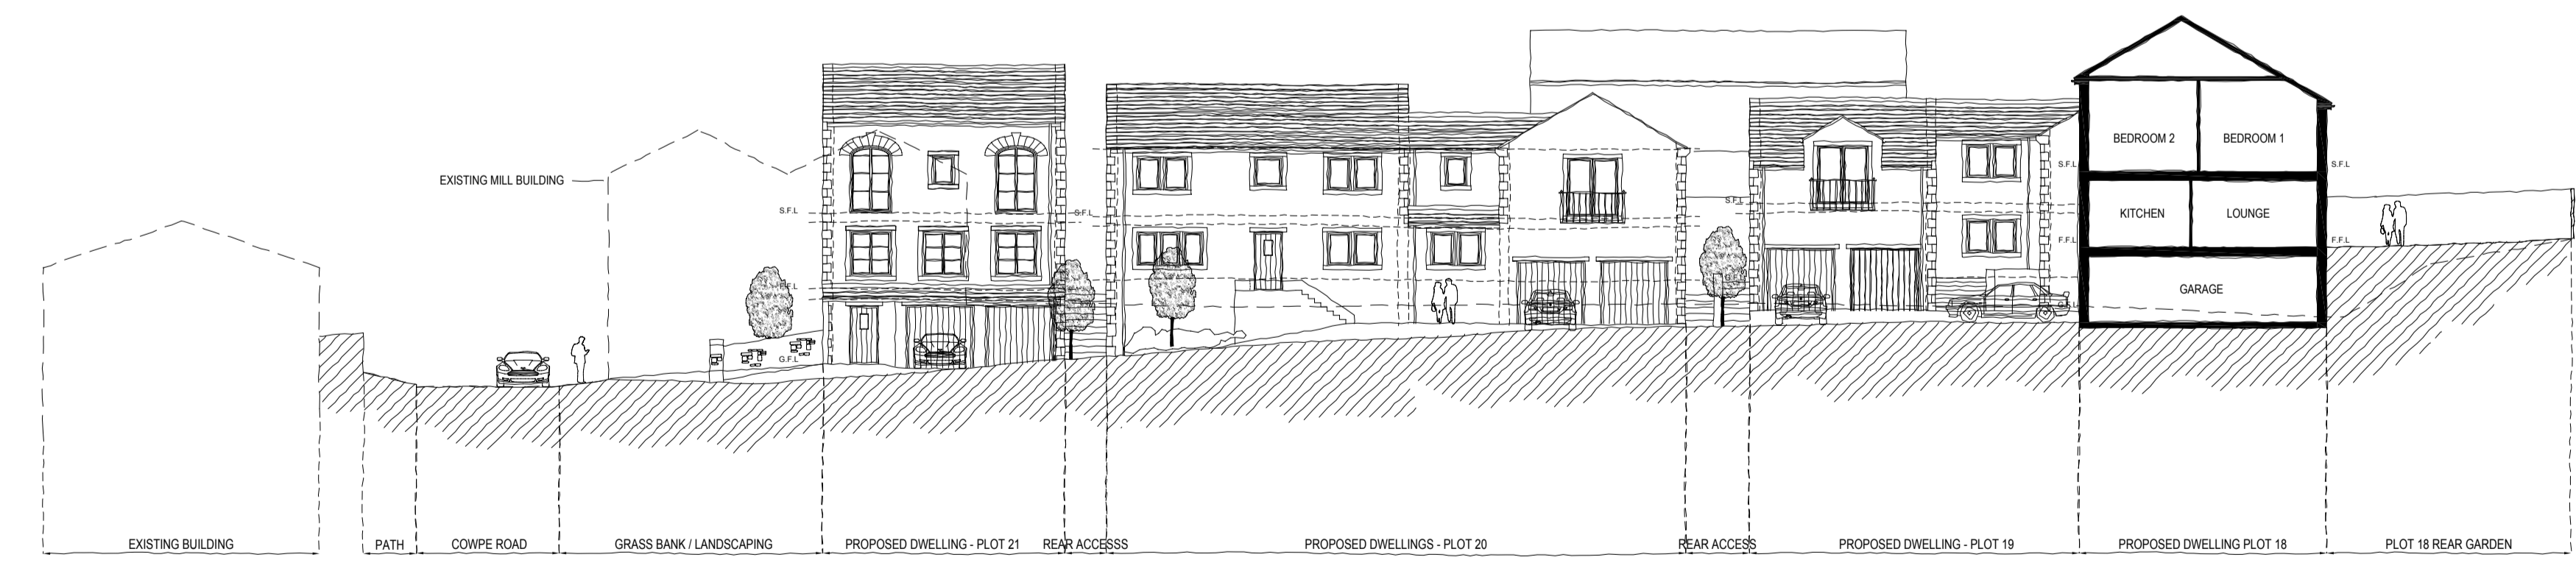 EXISTING MILL BUILDING
S.F.L
F.F.L
G.F.L
S.F.L
S.F.L
G.F.L
S.F.L
F.F.L
G.F.L
BEDROOM 2
BEDROOM 1
KITCHEN
LOUNGE
GARAGE
S.F.L
F.F.L
EXISTING BUILDING
PATH
COWPE ROAD
GRASS BANK / LANDSCAPING
PROPOSED DWELLING - PLOT 21
REAR ACCESSS
PROPOSED DWELLINGS - PLOT 20
REAR ACCESS
PROPOSED DWELLING - PLOT 19
PROPOSED DWELLING PLOT 18
PLOT 18 REAR GARDEN